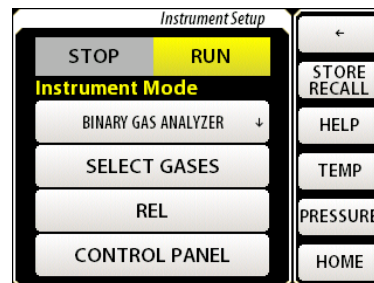 Instrument Setup
STOP
RUN
Instrument Mode
BINARY GAS ANALYZER ↓
SELECT GASES
REL
CONTROL PANEL
←
STORE
RECALL
HELP
TEMP
PRESSURE
HOME